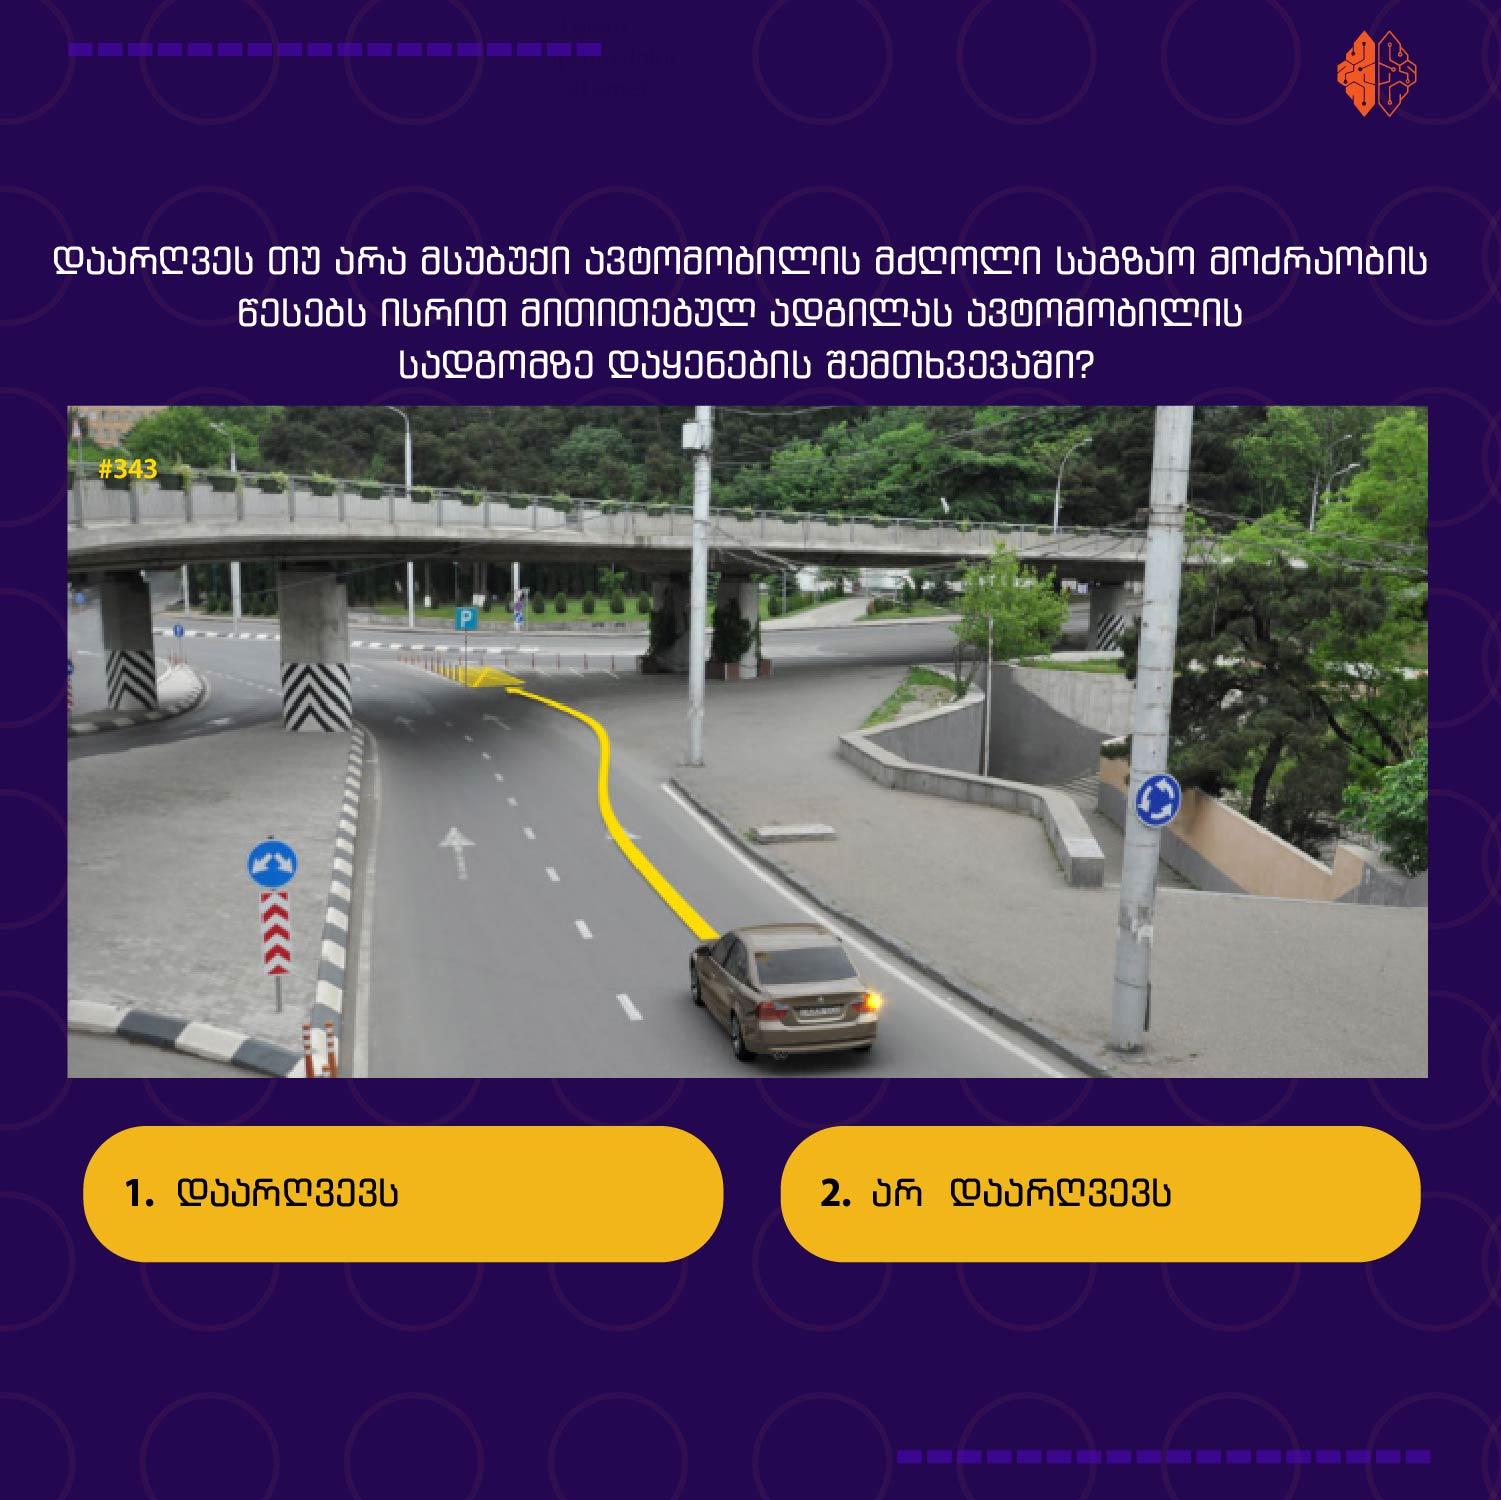 დაარღვეს თუ არა მსუბუქი ავტომობილის მძღოლი საგზაო მოძრაობის
წესებს ისრით მითითებულ ადგილას ავტომობილის
სადგომზე დაყენების შემთხვევაში?
#343
P
1. დაარღვევს
2. არ დაარღვევს